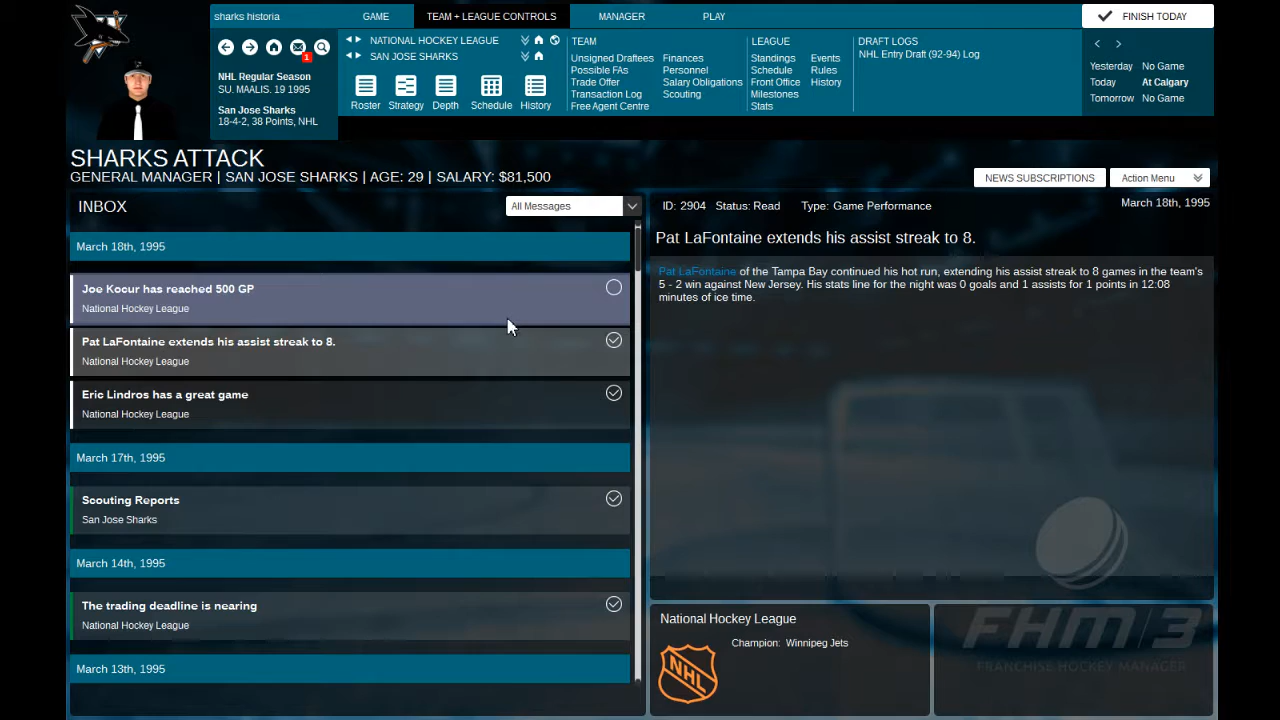 sharks historia
GAME
TEAM + LEAGUE CONTROLS
MANAGER
PLAY
FINISH TODAY
1
NHL Regular Season
SU. MAALIS. 19 1995
San Jose Sharks
18-4-2, 38 Points, NHL
NATIONAL HOCKEY LEAGUE
SAN JOSE SHARKS
Roster
Strategy
Depth
Schedule
History
TEAM
Unsigned Draftees
Possible FAs
Trade Offer
Transaction Log
Free Agent Centre
Finances
Personnel
Salary Obligations
Scouting
LEAGUE
Standings
Schedule
Front Office
Milestones
Stats
Events
Rules
History
DRAFT LOGS
NHL Entry Draft (92-94) Log
Yesterday No Game
Today At Calgary
Tomorrow No Game
SHARKS ATTACK
GENERAL MANAGER | SAN JOSE SHARKS | AGE: 29 | SALARY: $81,500
NEWS SUBSCRIPTIONS
Action Menu
INBOX
All Messages
March 18th, 1995
Joe Kocur has reached 500 GP
National Hockey League
Pat LaFontaine extends his assist streak to 8.
National Hockey League
Eric Lindros has a great game
National Hockey League
March 17th, 1995
Scouting Reports
San Jose Sharks
March 14th, 1995
The trading deadline is nearing
National Hockey League
March 13th, 1995
ID: 2904 Status: Read Type: Game Performance
March 18th, 1995
Pat LaFontaine extends his assist streak to 8.
Pat LaFontaine of the Tampa Bay continued his hot run, extending his assist streak to 8 games in the team's
5 - 2 win against New Jersey. His stats line for the night was 0 goals and 1 assists for 1 points in 12:08
minutes of ice time.
National Hockey League
Champion: Winnipeg Jets
NHL
FHM/3
FRANCHISE HOCKEY MANAGER